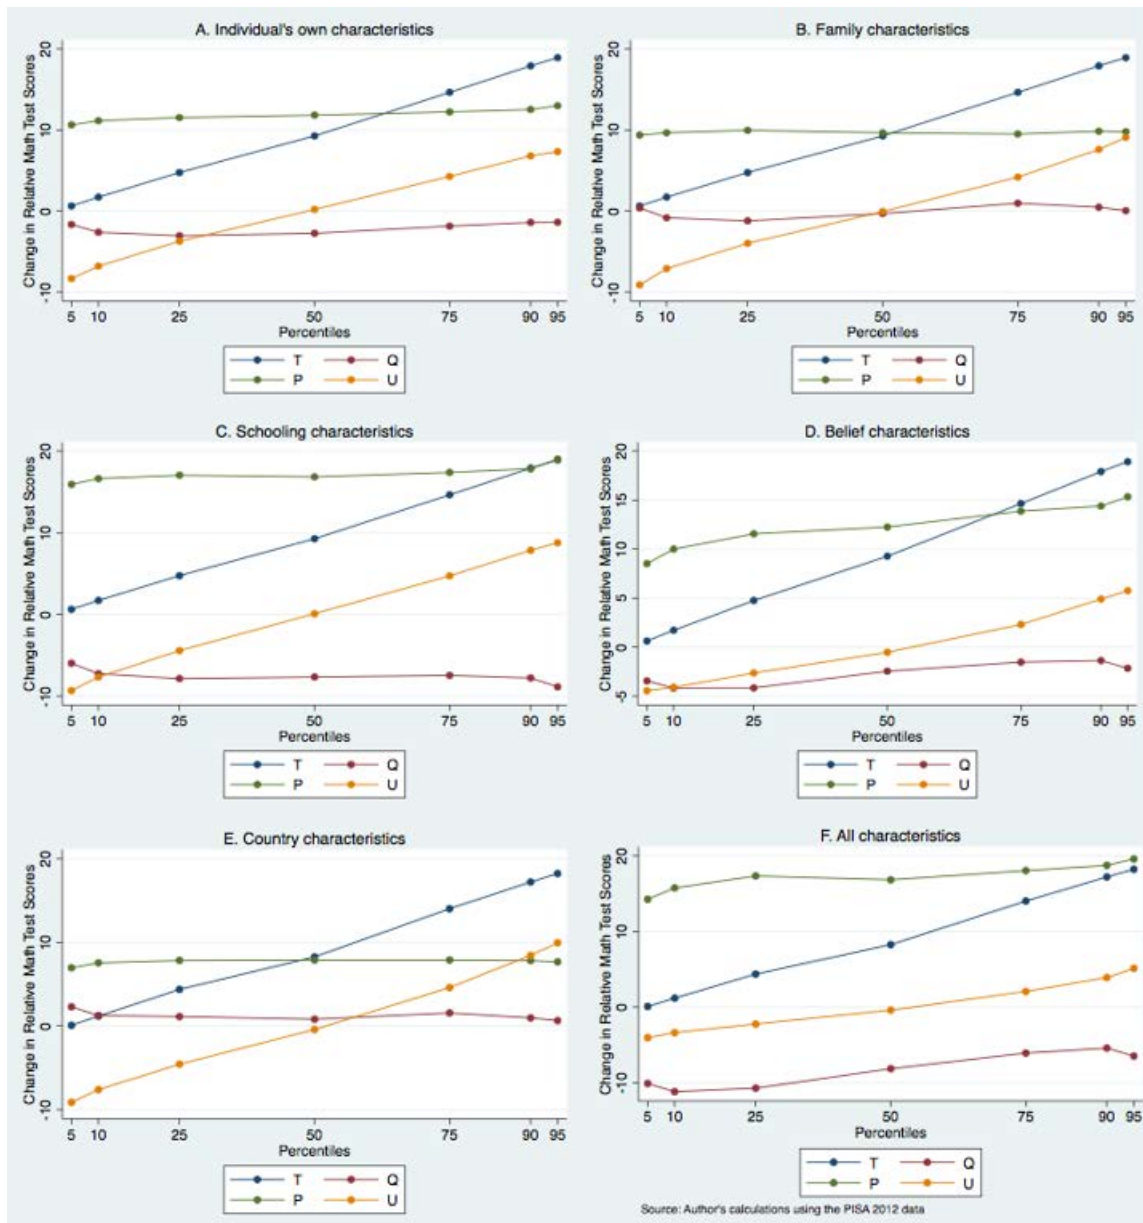 A. Individual's own characteristics
Change in Relative Math Test Scores
20
10
0
-10
5 10 25 50 75 90 95
Percentiles
T Q
P U
B. Family characteristics
Change in Relative Math Test Scores
20
10
0
-10
5 10 25 50 75 90 95
Percentiles
T Q
P U
C. Schooling characteristics
Change in Relative Math Test Scores
20
10
0
-10
5 10 25 50 75 90 95
Percentiles
T Q
P U
D. Belief characteristics
Change in Relative Math Test Scores
20
15
10
5
0
-5
5 10 25 50 75 90 95
Percentiles
T Q
P U
E. Country characteristics
Change in Relative Math Test Scores
20
10
0
-10
5 10 25 50 75 90 95
Percentiles
T Q
P U
F. All characteristics
Change in Relative Math Test Scores
20
10
0
-10
5 10 25 50 75 90 95
Percentiles
T Q
P U
Source: Author's calculations using the PISA 2012 data